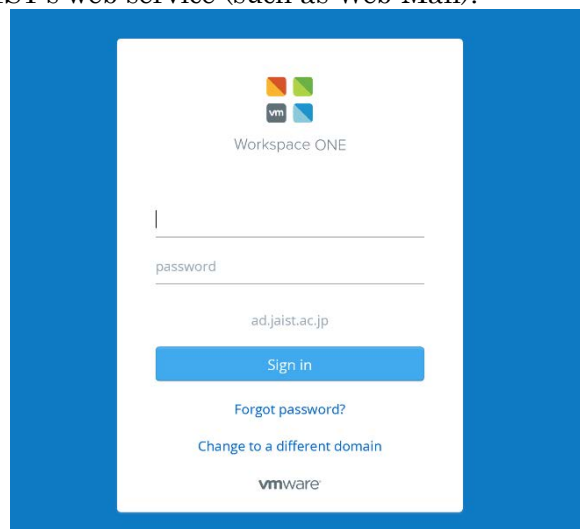 web service (such as Web-Mail).
vm
Workspace ONE
password
ad.jaist.ac.jp
Sign in
Forgot password?
Change to a different domain
vmware